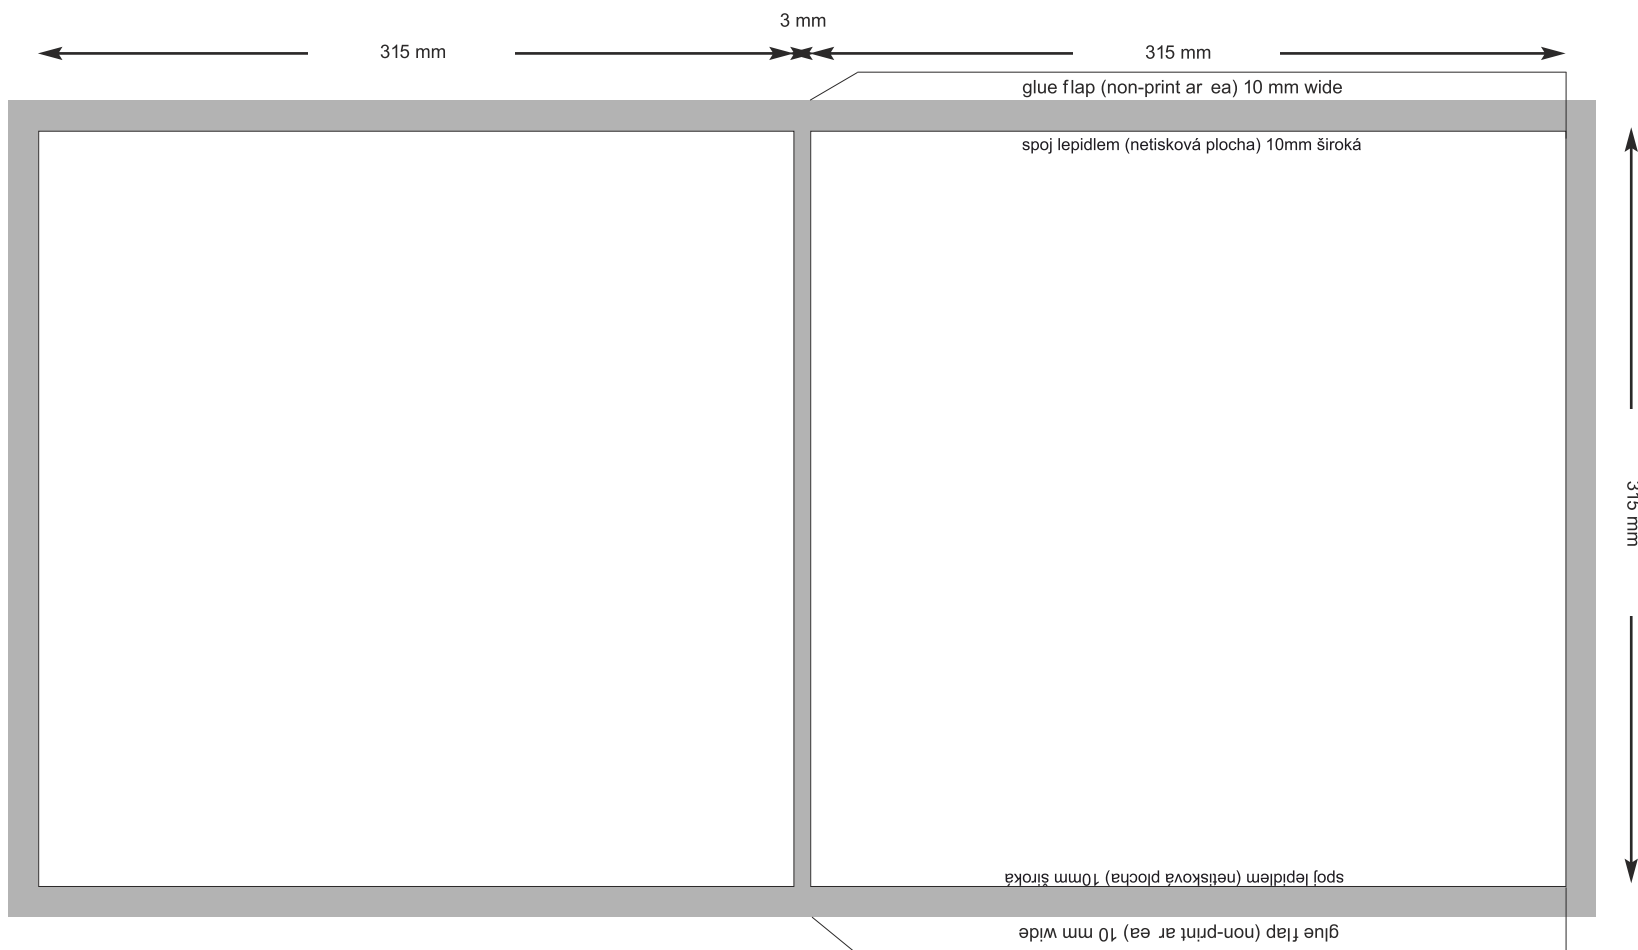 3 mm
315 mm
315 mm
glue flap (non-print ar ea) 10 mm wide
spoj lepidlem (netisková plocha) 10mm široká
315 mm
spoj lepidlem (netisková plocha) 10mm široká
glue flap (non-print ar ea) 10 mm wide